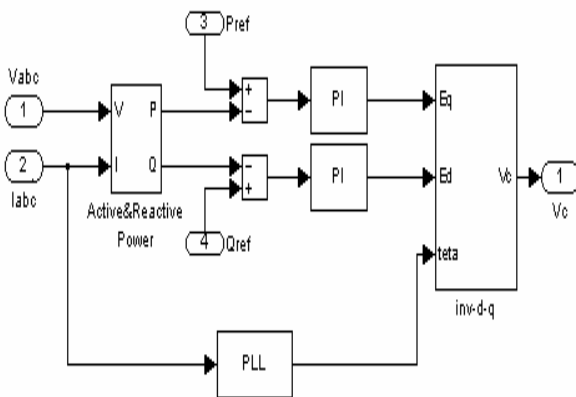 3
Pref
Vabc
1
V
P
+
−
PI
Eq
2
Iabc
I
Q
−
+
PI
Ed
Vc
1
Vc
Active&Reactive
Power
4
Qref
teta
inv-d-q
PLL